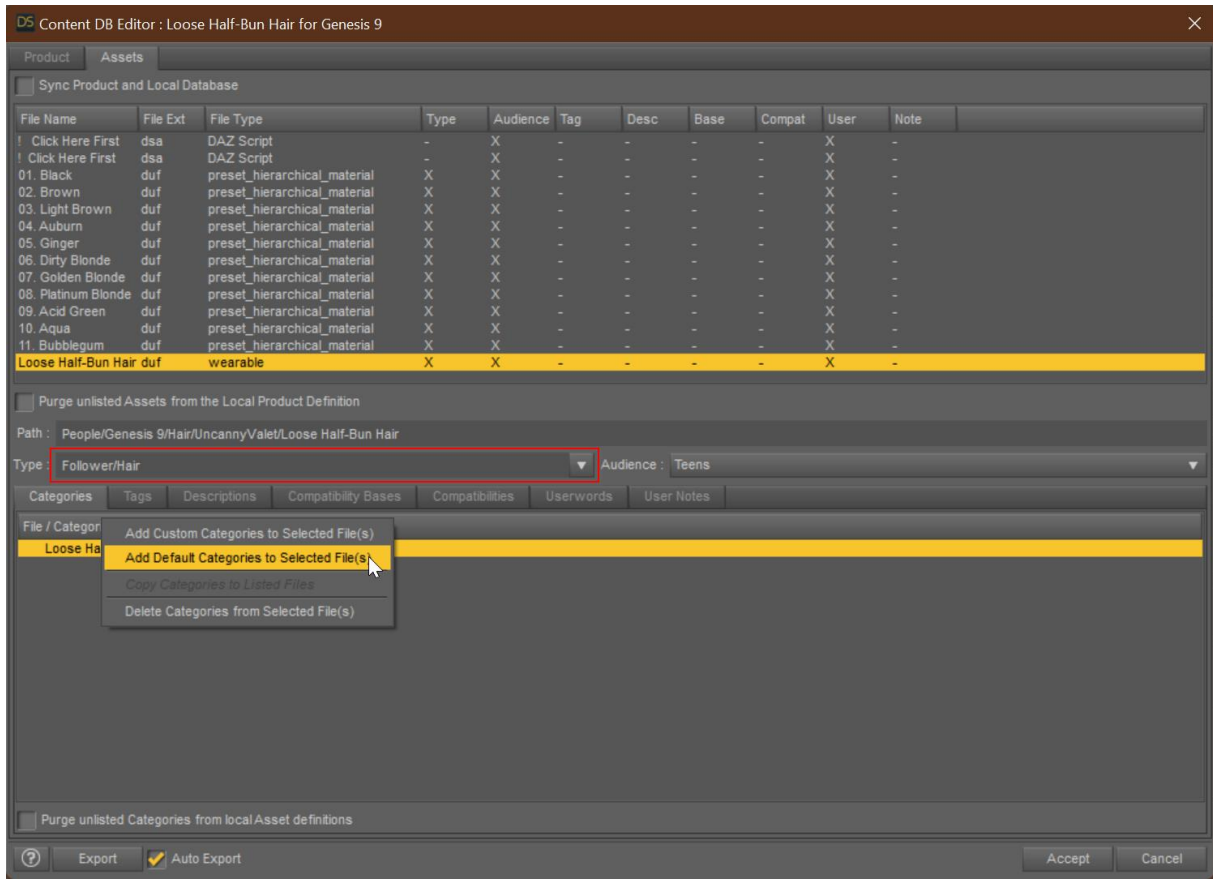 DS Content DB Editor : Loose Half-Bun Hair for Genesis 9
Product Assets
Sync Product and Local Database
File Name File Ext File Type Type Audience Tag Desc Base Compat User Note
! Click Here First dsa DAZ Script - X - - - - X -
! Click Here First dsa DAZ Script - X - - - - X -
01. Black duf preset_hierarchical_material X X - - - - X -
02. Brown duf preset_hierarchical_material X X - - - - X -
03. Light Brown duf preset_hierarchical_material X X - - - - X -
04. Auburn duf preset_hierarchical_material X X - - - - X -
05. Ginger duf preset_hierarchical_material X X - - - - X -
06. Dirty Blonde duf preset_hierarchical_material X X - - - - X -
07. Golden Blonde duf preset_hierarchical_material X X - - - - X -
08. Platinum Blonde duf preset_hierarchical_material X X - - - - X -
09. Acid Green duf preset_hierarchical_material X X - - - - X -
10. Aqua duf preset_hierarchical_material X X - - - - X -
11. Bubblegum duf preset_hierarchical_material X X - - - - X -
Loose Half-Bun Hair duf wearable X X - - - - X -
Purge unlisted Assets from the Local Product Definition
Path : People/Genesis 9/Hair/UncannyValet/Loose Half-Bun Hair
Type : Follower/Hair Audience : Teens
Categories Tags Descriptions Compatibility Bases Compatibilities Userwords User Notes
File / Categor
Loose Ha
Add Custom Categories to Selected File(s)
Add Default Categories to Selected File(s)
Copy Categories to Listed Files
Delete Categories from Selected File(s)
Purge unlisted Categories from local Asset definitions
? Export Auto Export Accept Cancel